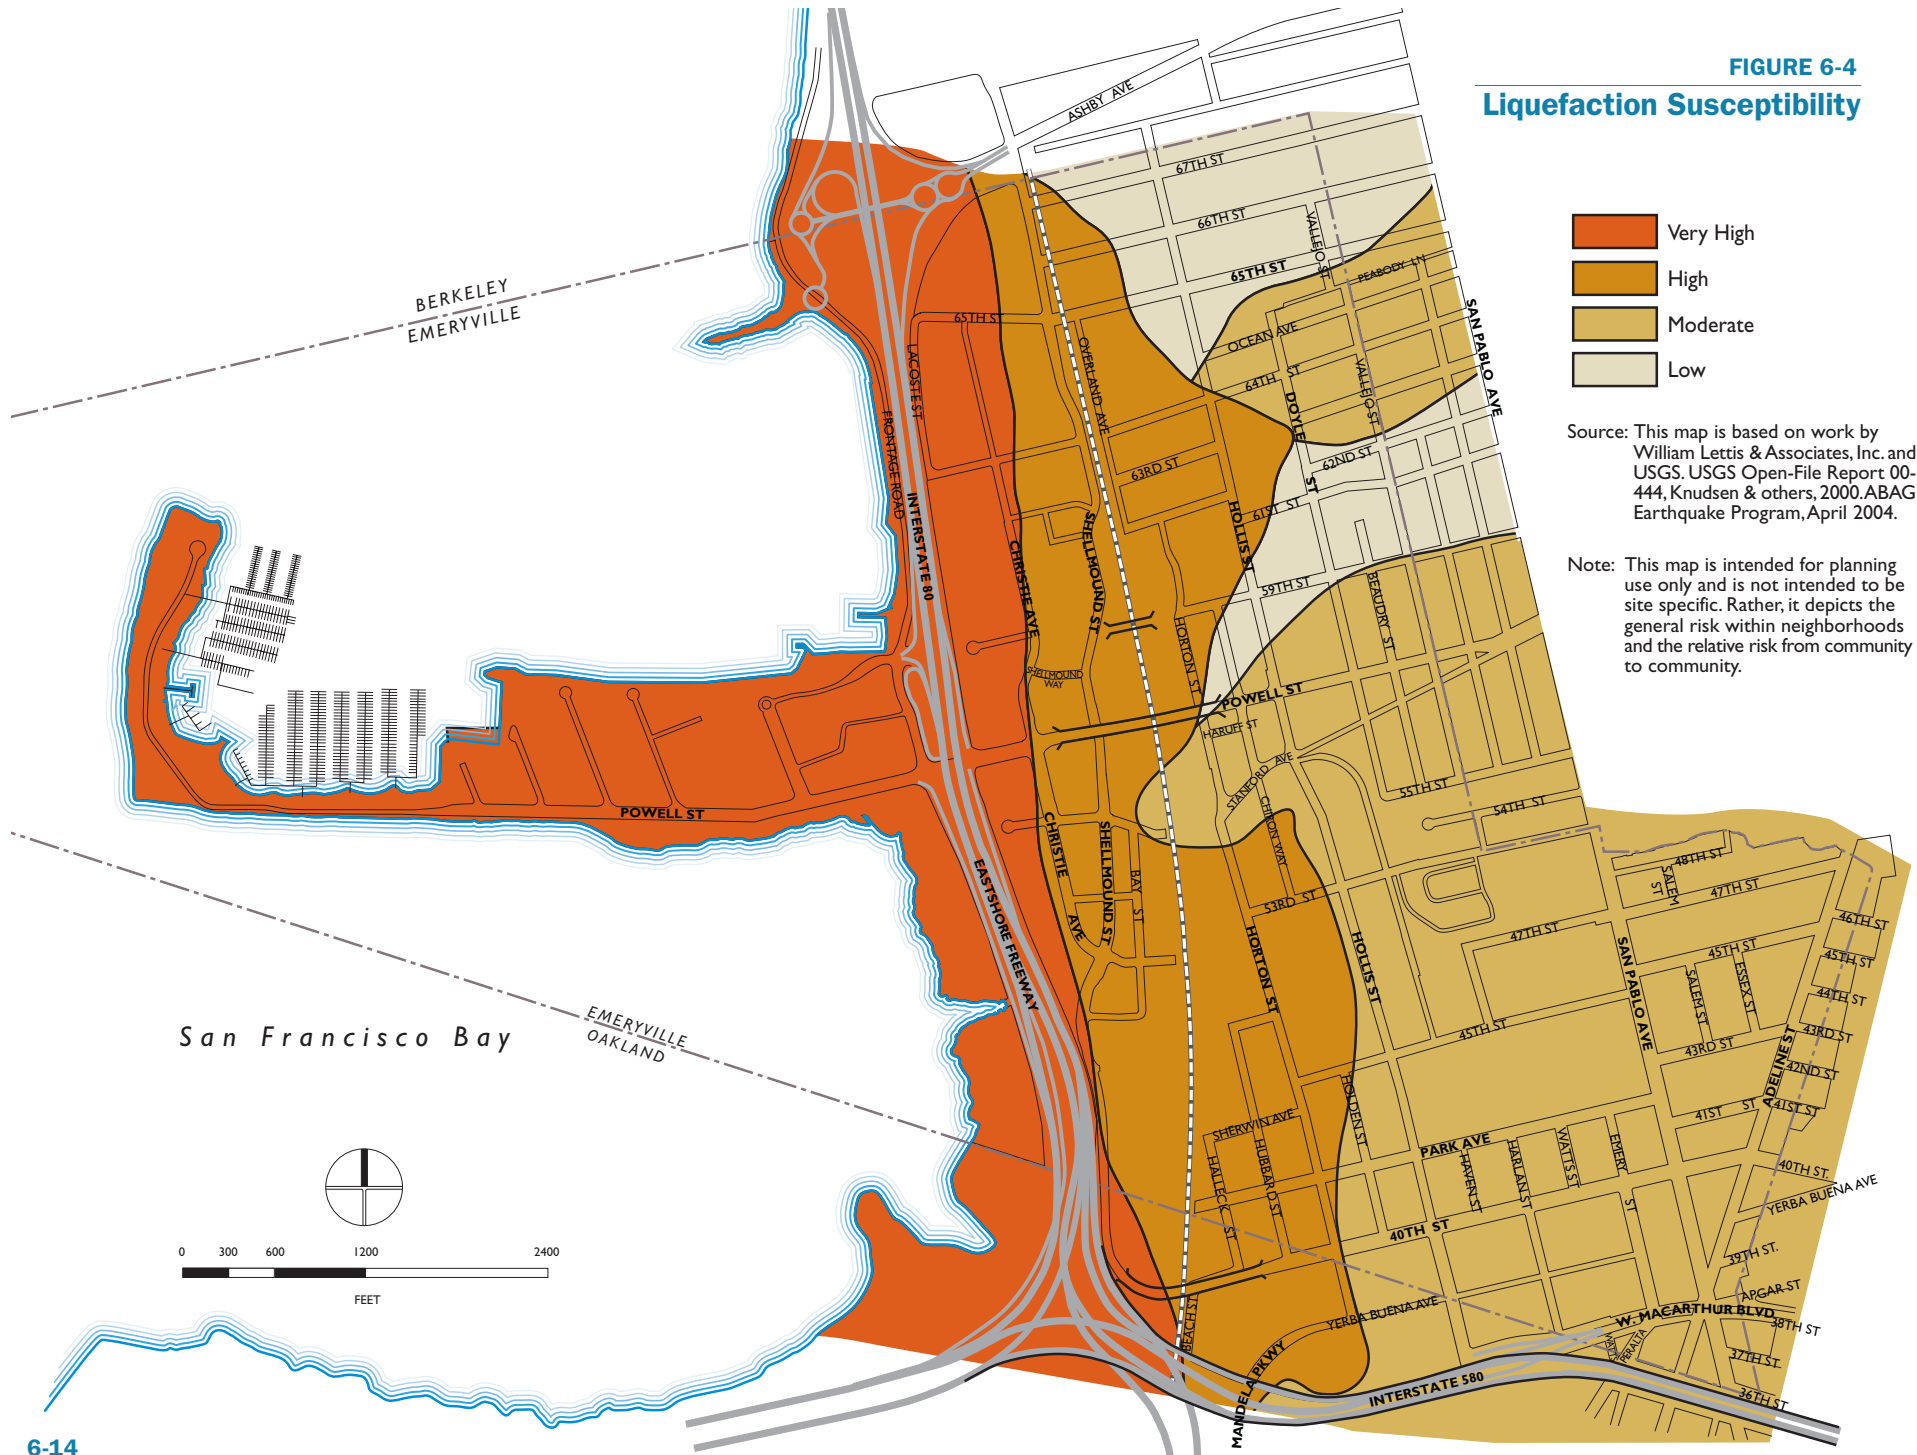 FIGURE 6-4
Liquefaction Susceptibility
Very High
High
Moderate
Low
Source: This map is based on work by
William Lettis & Associates, Inc. and
USGS. USGS Open-File Report 00-
444, Knudsen & others, 2000. ABAG
Earthquake Program, April 2004.
Note: This map is intended for planning
use only and is not intended to be
site specific. Rather, it depicts the
general risk within neighborhoods
and the relative risk from community
to community.
ASHBY AVE
67TH ST
66TH ST
VALLEJO ST
65TH ST
PEABODY LN
BERKELEY
EMERYVILLE
65TH ST
SAN PABLO AVE
OCEAN AVE
LACOSTE ST
OVERLAND AVE
64TH ST
VALLEJO ST
DOYLE ST
FRONTAGE ROAD
63RD ST
62ND ST
INTERSTATE 80
61ST ST
HOLLIS ST
SHELLMOUND ST
CHRISTIE AVE
59TH ST
BEAUDRY ST
HORTON ST
SHELLMOUND
WAY
POWELL ST
HARUFF ST
STANFORD AVE
55TH ST
54TH ST
CHIRON WAY
POWELL ST
CHRISTIE AVE
SHELLMOUND ST
BAY ST
EASTSHORE FREEWAY
48TH ST
SALEM ST
47TH ST
53RD ST
46TH ST
47TH ST
HORTON ST
HOLLIS ST
SAN PABLO AVE
45TH ST
45TH ST
SALEM ST
ESSEX ST
44TH ST
San Francisco Bay
EMERYVILLE
OAKLAND
45TH ST
43RD ST
43RD ST
ADELINE ST
42ND ST
HOLDEN ST
41ST ST
41ST ST
SHERWIN AVE
HALLECK ST
HUBBARD ST
PARK AVE
HAVEN ST
HARLAN ST
WATTS ST
EMERY ST
40TH ST.
YERBA BUENA AVE
40TH ST
39TH ST.
APGAR ST
BEACH ST
YERBA BUENA AVE
W. MACARTHUR BLVD
38TH ST
WATTS
PERALTA
37TH ST.
MANDELA PKWY
INTERSTATE 580
36TH ST
0 300 600 1200 2400
FEET
6-14